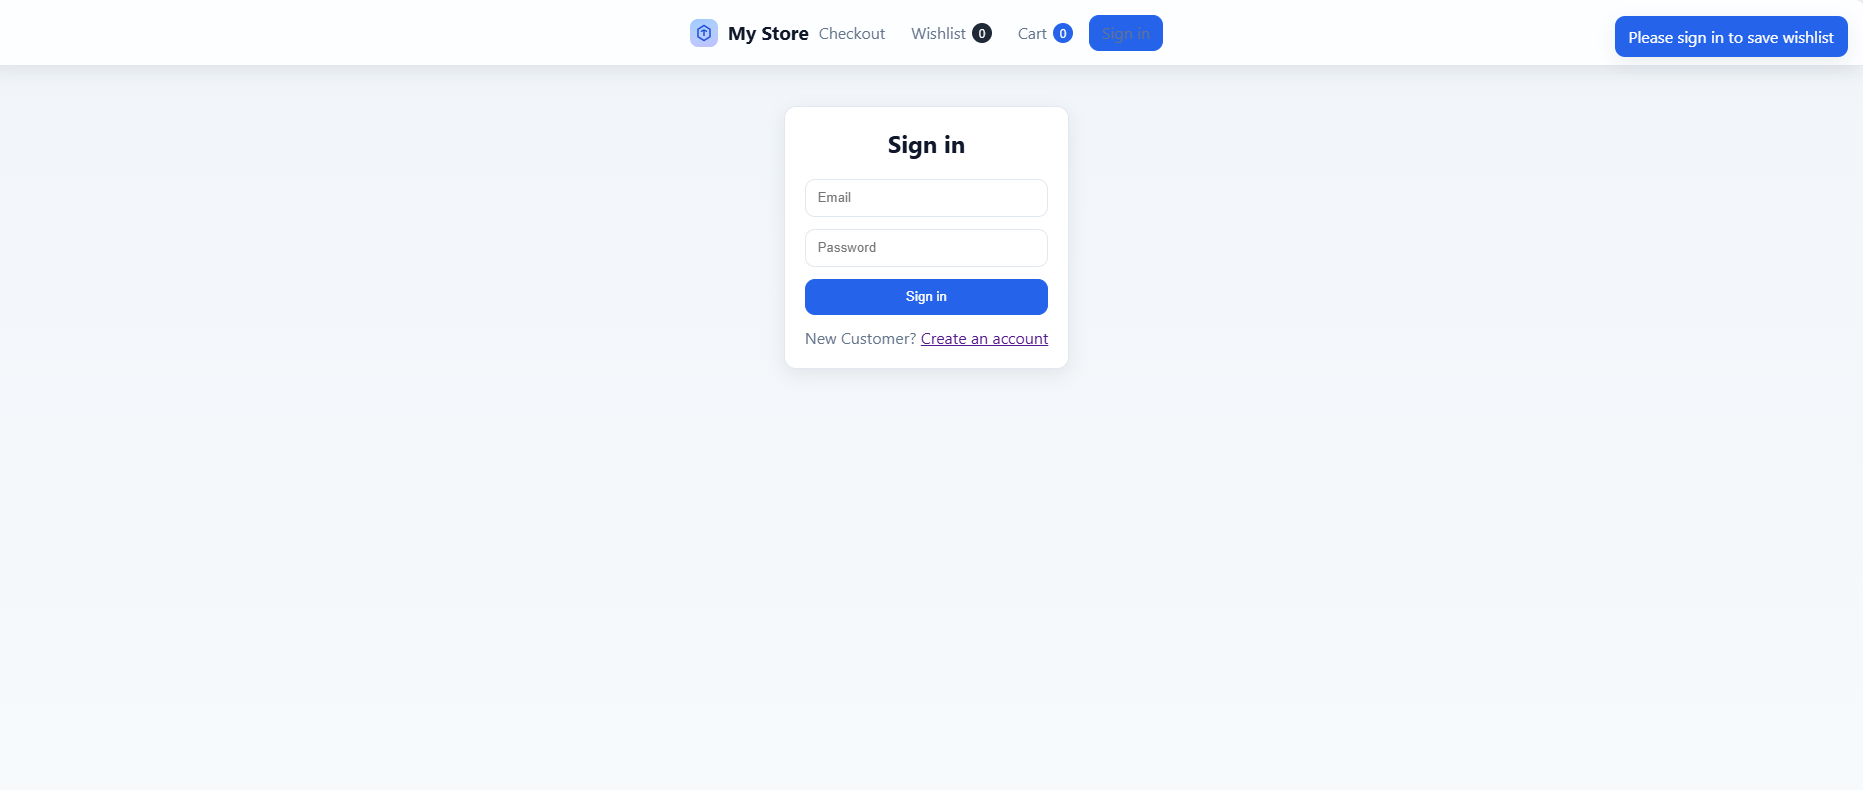 My Store Checkout Wishlist 0 Cart 0 Sign in
Please sign in to save wishlist
Sign in
Email
Password
Sign in
New Customer? Create an account